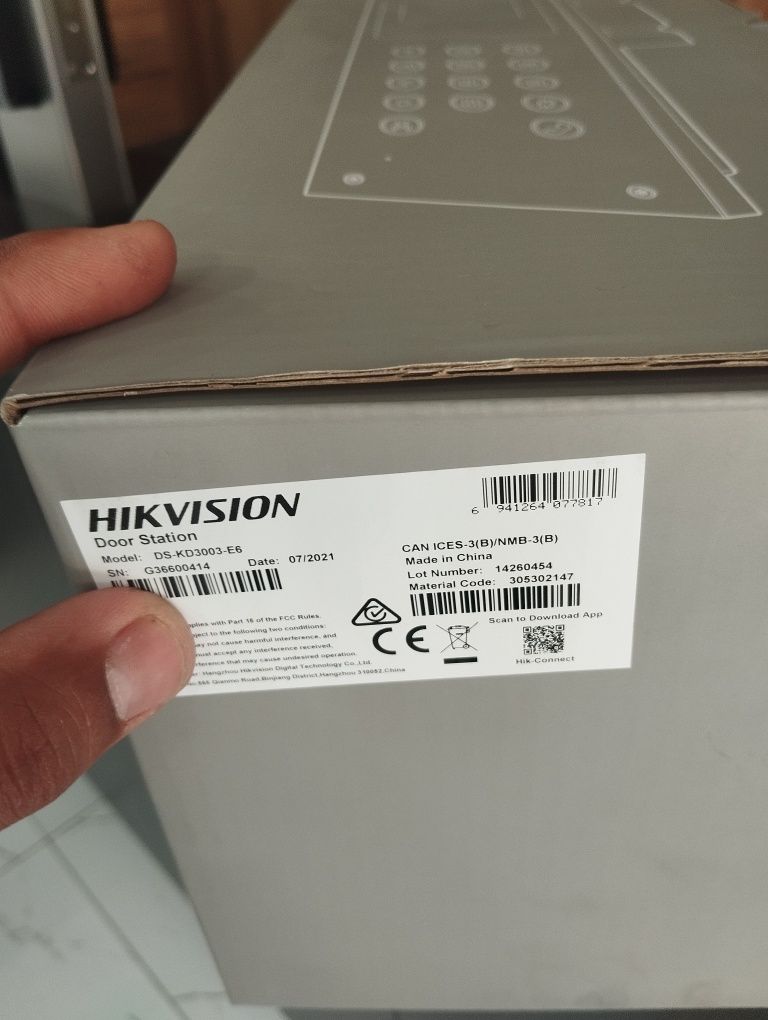 HIKVISION
Door Station
Model: DS-KD3003-E6
SN: G36600414 Date: 07/2021
6 941264 077817
CAN ICES-3(B)/NMB-3(B)
Made in China
Lot Number: 14260454
Material Code: 305302147
with Part 15 of the FCC Rules.
to the following two conditions:
may not cause harmful interference, and
must accept any interference received,
that may cause undesired operation.
Hangzhou Hikvision Digital Technology Co.,Ltd.
Qianmo Road,Binjiang District,Hangzhou 310052,China
CE
Scan to Download App
Hik-Connect